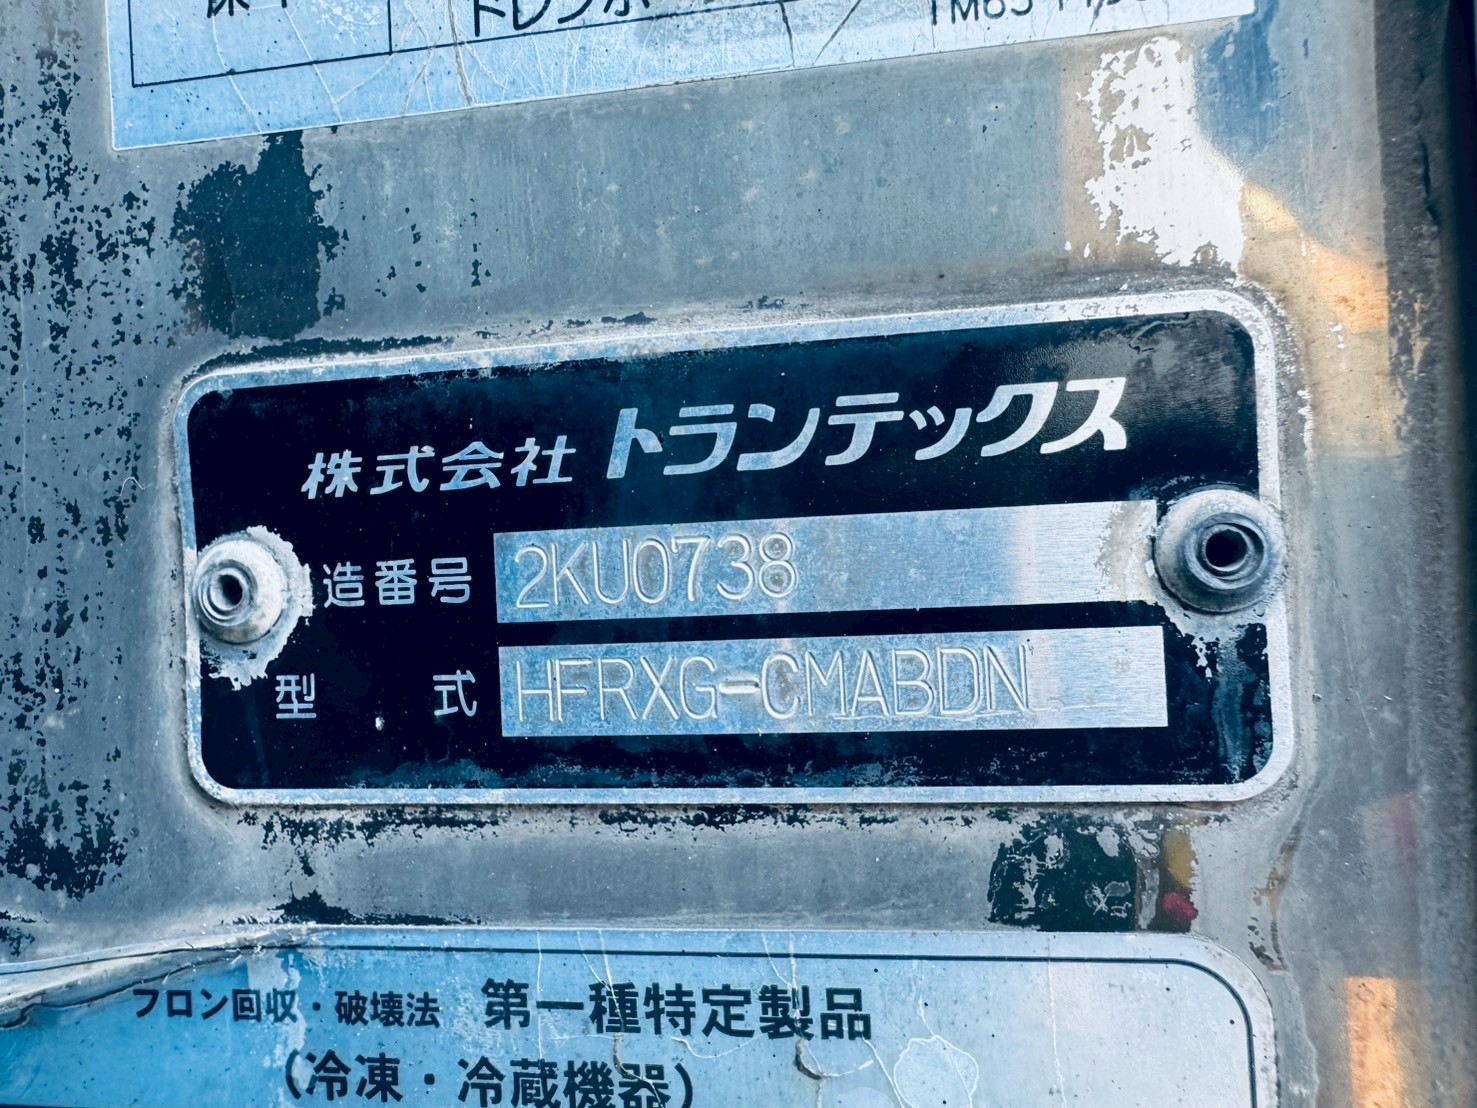 株式会社 トランテックス
造番号 2KU0738
型 式 HFRXG-CMABDN
フロン回収・破壊法 第一種特定製品
(冷凍・冷蔵機器)